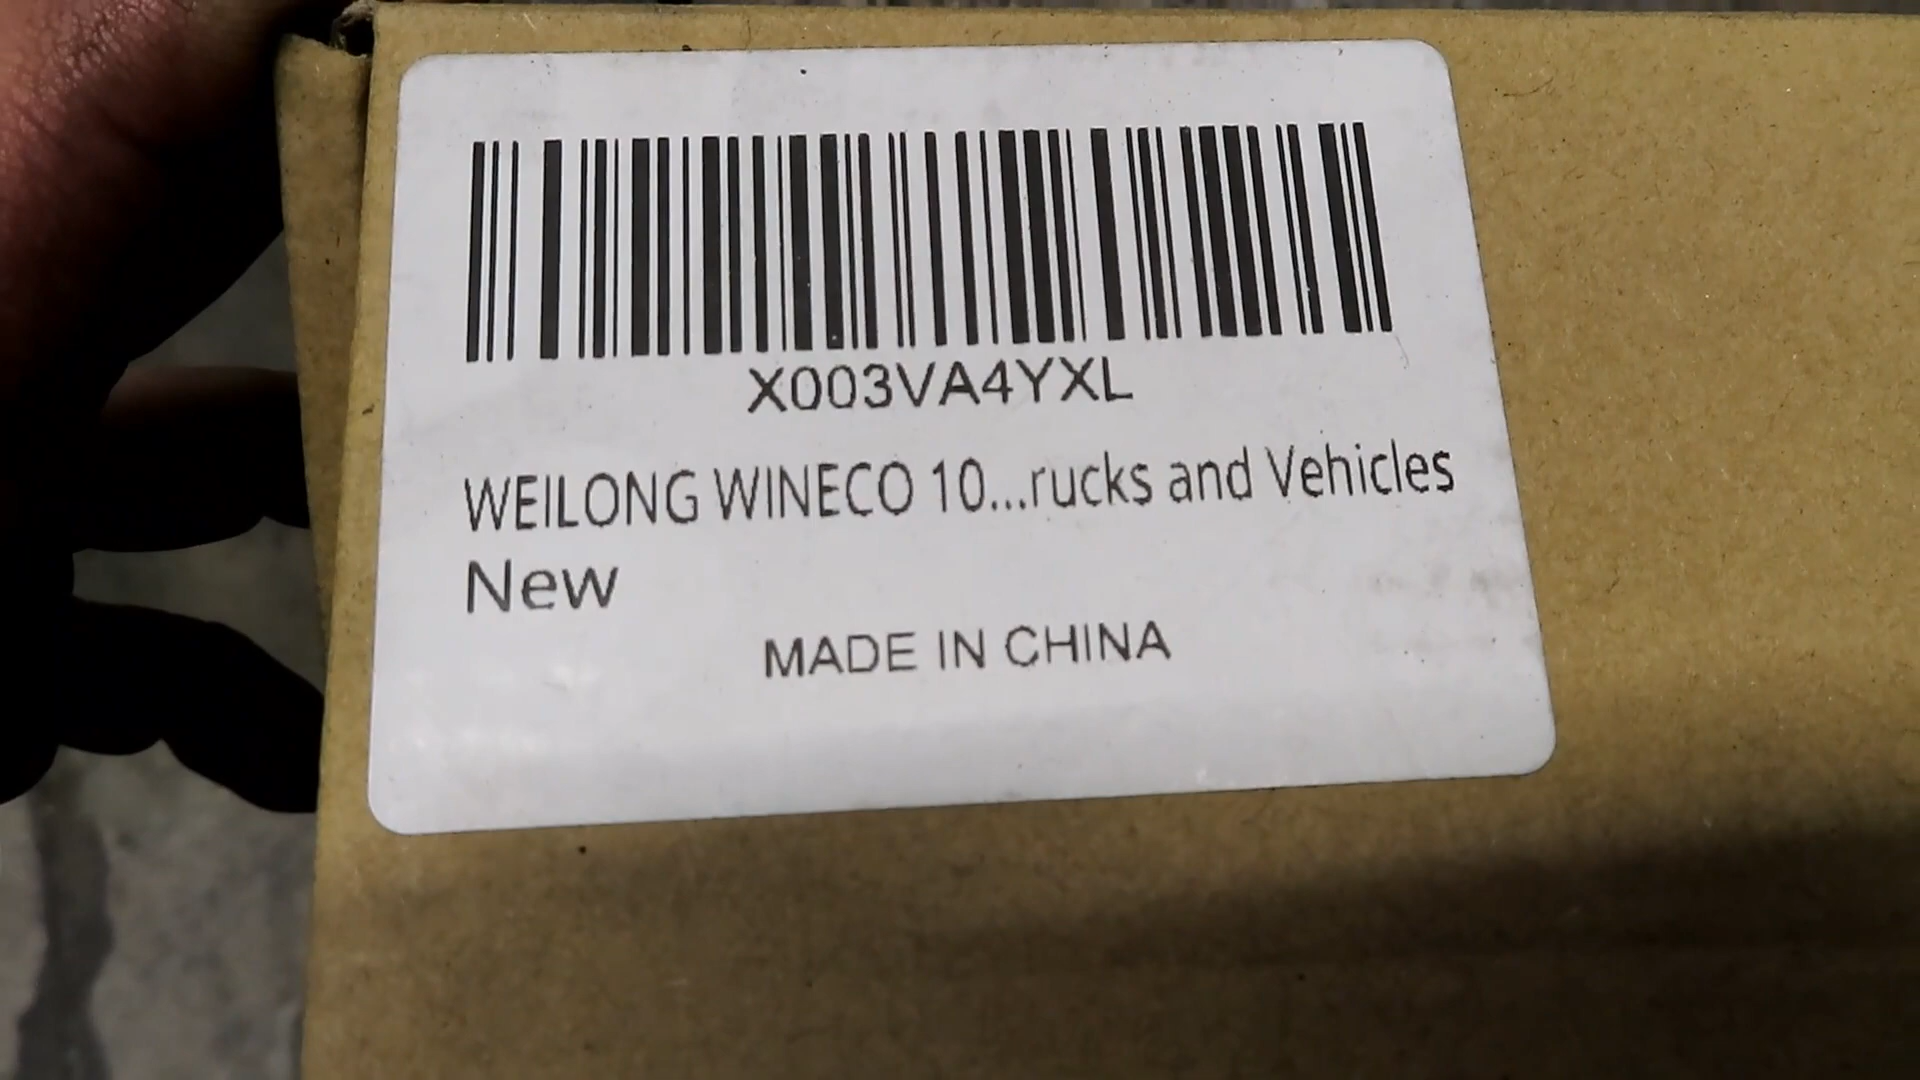 X003VA4YXL
WEILONG WINECO 10...rucks and Vehicles
New
MADE IN CHINA